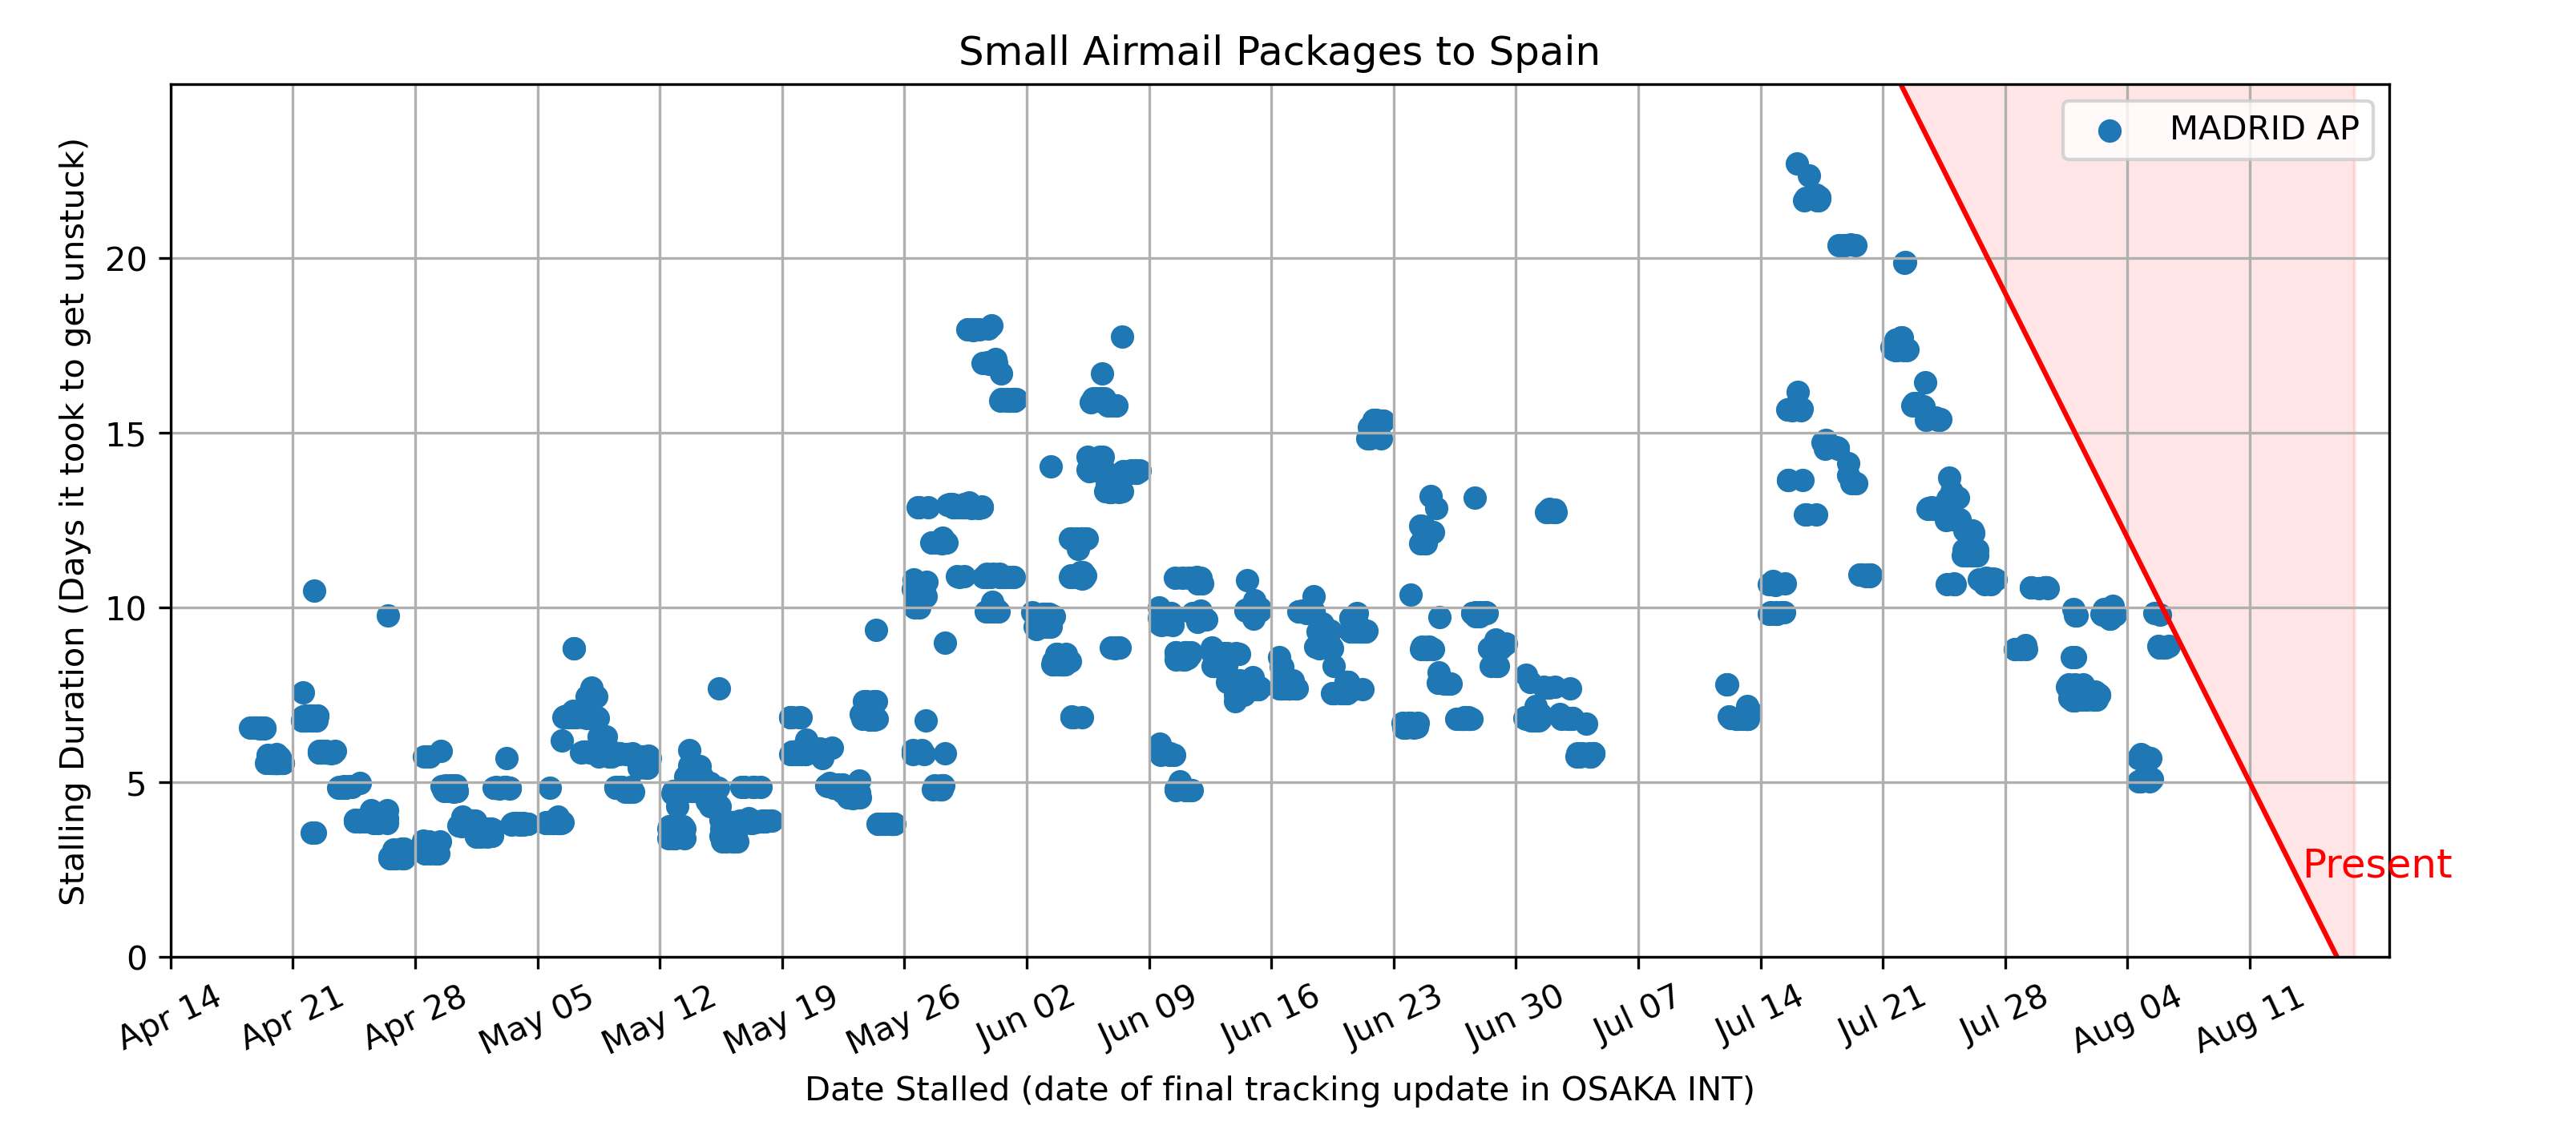 Small Airmail Packages to Spain
MADRID AP
Stalling Duration (Days it took to get unstuck)
20
15
10
5
0
Present
Apr 14
Apr 21
Apr 28
May 05
May 12
May 19
May 26
Jun 02
Jun 09
Jun 16
Jun 23
Jun 30
Jul 07
Jul 14
Jul 21
Jul 28
Aug 04
Aug 11
Date Stalled (date of final tracking update in OSAKA INT)